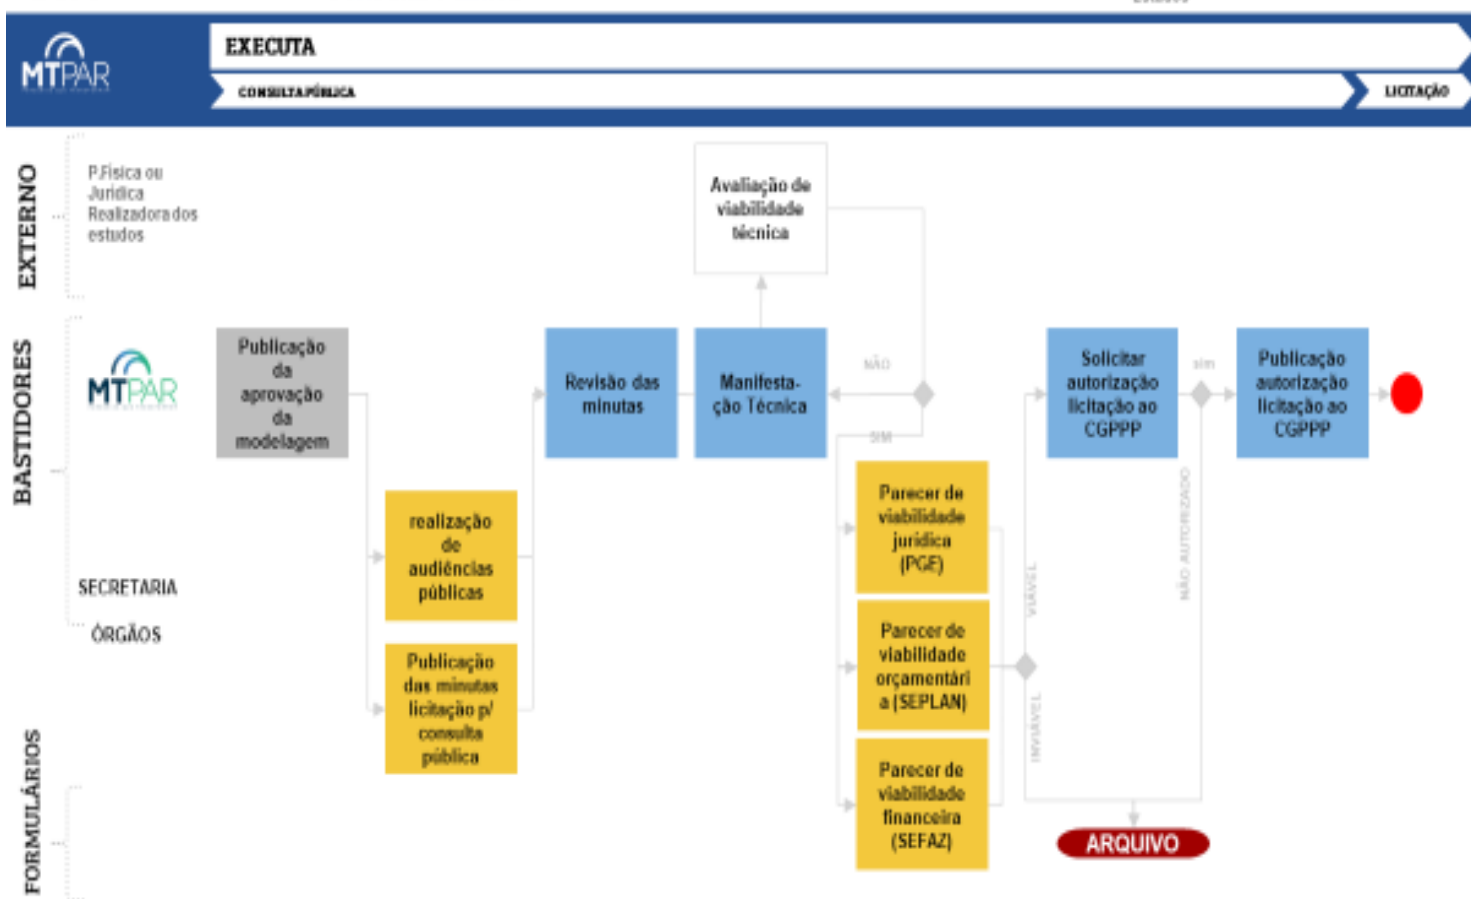 MTPAR
EXECUTA
CONSULTA PÚBLICA
LICITAÇÃO
EXTERNO
P.Física ou
Jurídica
Realizadora dos
estudos
Avaliação de
viabilidade
técnica
BASTIDORES
MTPAR
Publicação
da
aprovação
da
modelagem
Revisão das
minutas
Manifesta-
ção Técnica
NÃO
SIM
Solicitar
autorização
licitação ao
CGPPP
sim
Publicação
autorização
licitação ao
CGPPP
NÃO AUTORIZADO
realização
de
audiências
públicas
Parecer de
viabilidade
jurídica
(PGE)
SECRETARIA
ÓRGÃOS
Publicação
das minutas
licitação p/
consulta
pública
Parecer de
viabilidade
orçamentári
a (SEPLAN)
VIÁVEL
INVIÁVEL
FORMULÁRIOS
Parecer de
viabilidade
financeira
(SEFAZ)
ARQUIVO